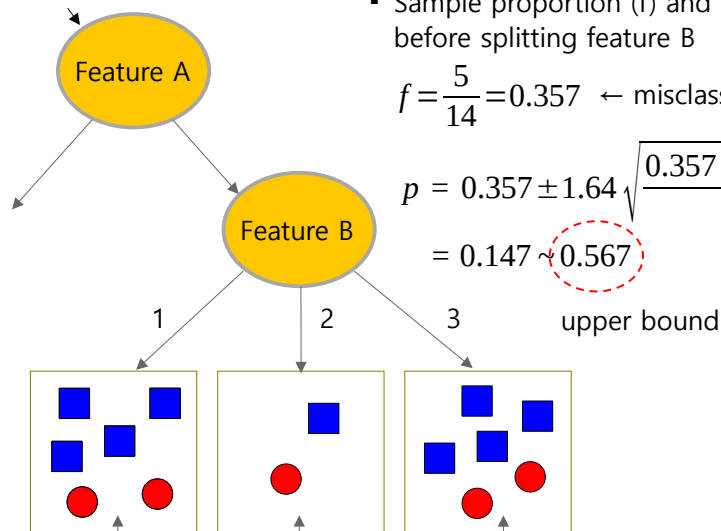 Sample proportion (f) and
before splitting feature B
f = 5/14 = 0.357 ← misclass
p = 0.357 ± 1.64 √ 0.357
= 0.147 ~ 0.567
upper bound
Feature A
Feature B
1 2 3